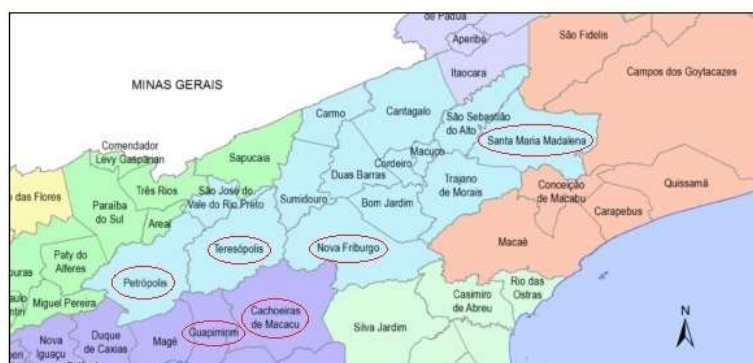 de Padua
Aperibé
São Fidelis
Itaocara
Campos dos Goytacazes
MINAS GERAIS
Carmo
Cantagalo
São Sebastião
do Alto
Santa Maria Madalena
Comendador
Levy Gasparian
Sapucaia
Macuco
Cordeiro
Duas Barras
Três Rios
São José do
Vale do Rio Preto
Sumidouro
Trajano
de Morais
Conceição
de Macabu
Quissamã
o das Flores
Paraíba
do Sul
Areal
Bom Jardim
Carapebus
Paty do
Alferes
Teresópolis
Nova Friburgo
Macaé
Petrópolis
Miguel Pereira
Rio das
Ostras
Casimiro
de Abreu
Cachoeiras
de Macacu
Guapimirim
Silva Jardim
Nova
Iguaçu
Duque
de Caxias
Magé
N